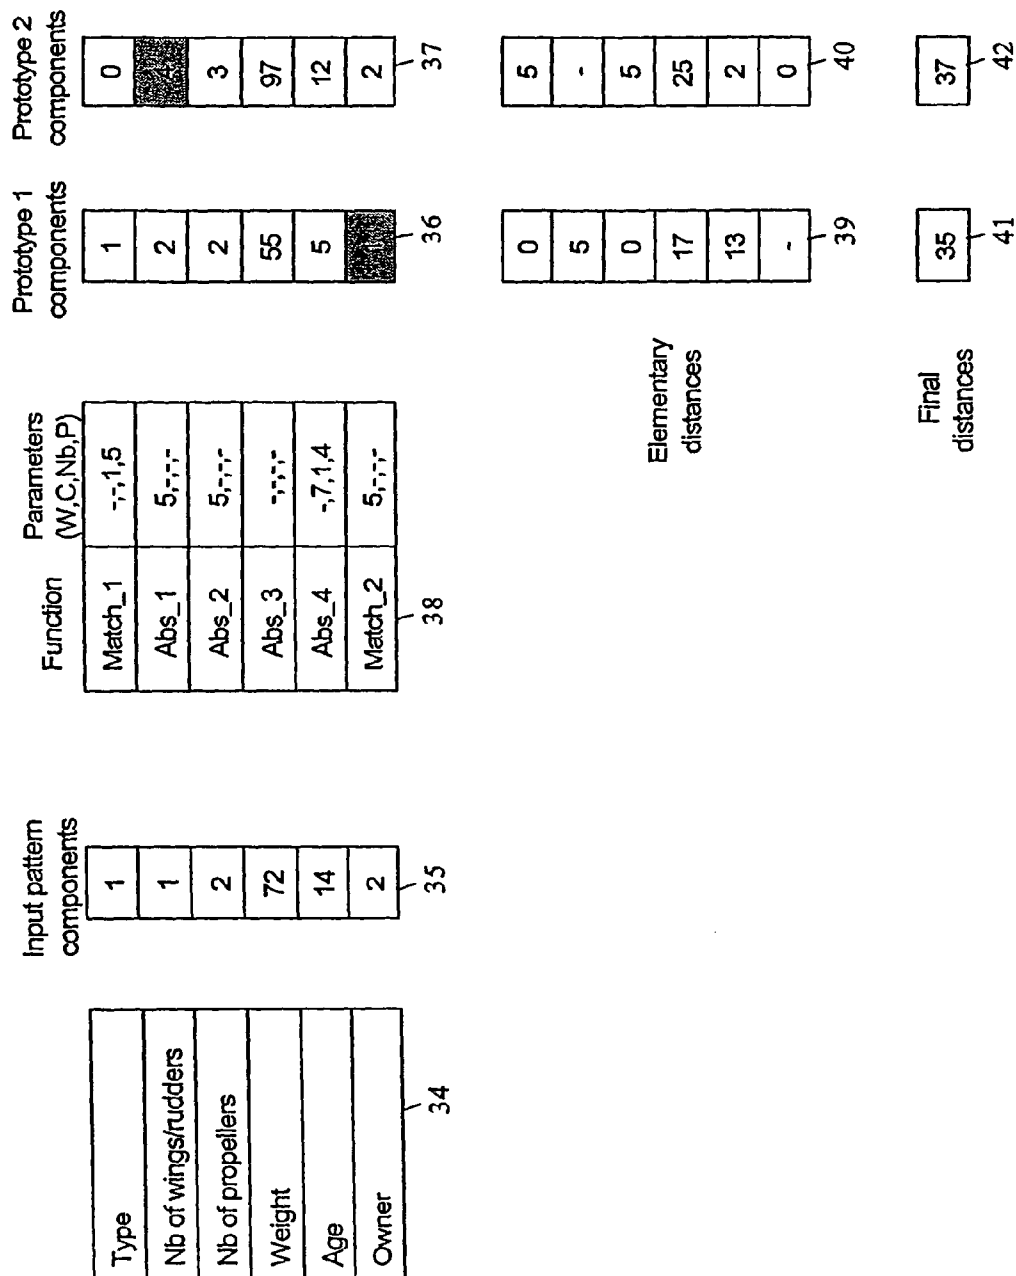 Input pattern components Function Parameters (W,C,Nb,P) Prototype 1 components Prototype 2 components
Type 1 Match_1 -,-,1,5 1 0
Nb of wings/rudders 1 Abs_1 5,-,-,- 2
Nb of propellers 2 Abs_2 5,-,-,- 2 3
Weight 72 Abs_3 -,-,-,- 55 97
Age 14 Abs_4 -,7,1,4 5 12
Owner 2 Match_2 5,-,-,- 2
34 35 38 36 37
Elementary distances
0 5
5 -
0 5
17 25
13 2
- 0
39 40
Final distances 35 37
41 42